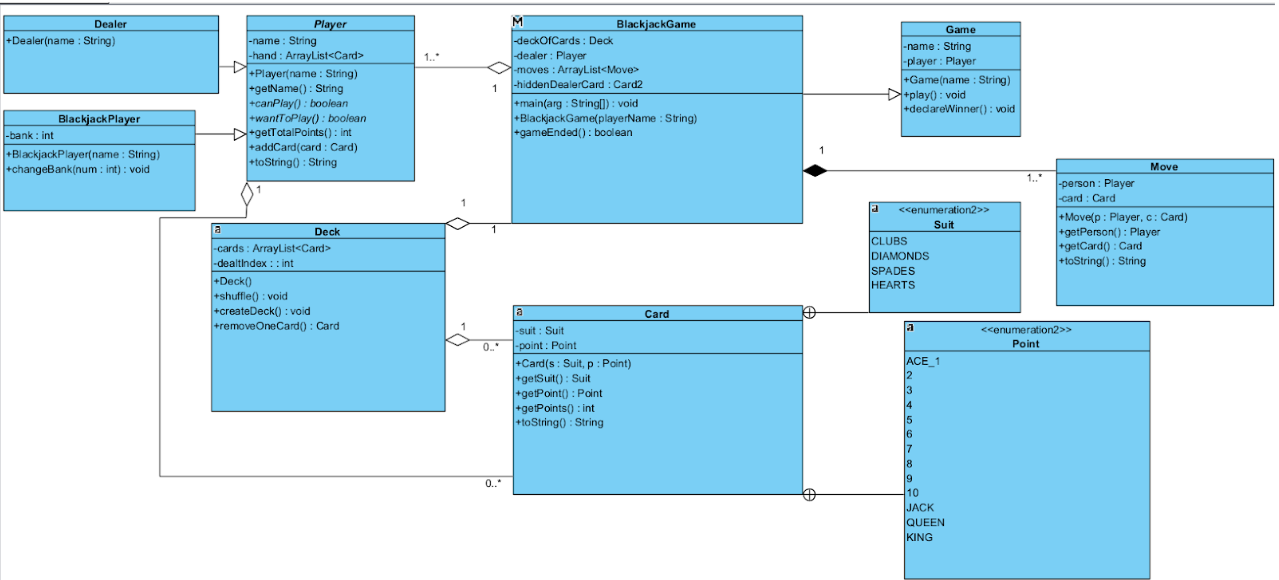 Dealer
+Dealer(name : String)
Player
-name : String
-hand : ArrayList<Card>
+Player(name : String)
+getName() : String
+canPlay() : boolean
+wantToPlay() : boolean
+getTotalPoints() : int
+addCard(card : Card)
+toString() : String
1..*
1
M
BlackjackGame
-deckOfCards : Deck
-dealer : Player
-moves : ArrayList<Move>
-hiddenDealerCard : Card2
+main(arg : String[]) : void
+BlackjackGame(playerName : String)
+gameEnded() : boolean
Game
-name : String
-player : Player
+Game(name : String)
+play() : void
+declareWinner() : void
BlackjackPlayer
-bank : int
+BlackjackPlayer(name : String)
+changeBank(num : int) : void
1
1
1..*
Move
-person : Player
-card : Card
+Move(p : Player, c : Card)
+getPerson() : Player
+getCard() : Card
+toString() : String
1
1
a
Deck
-cards : ArrayList<Card>
-dealtIndex : : int
+Deck()
+shuffle() : void
+createDeck() : void
+removeOneCard() : Card
1
0..*
a
<<enumeration2>>
Suit
CLUBS
DIAMONDS
SPADES
HEARTS
a
Card
-suit : Suit
-point : Point
+Card(s : Suit, p : Point)
+getSuit() : Suit
+getPoint() : Point
+getPoints() : int
+toString() : String
0..*
a
<<enumeration2>>
Point
ACE_1
2
3
4
5
6
7
8
9
10
JACK
QUEEN
KING